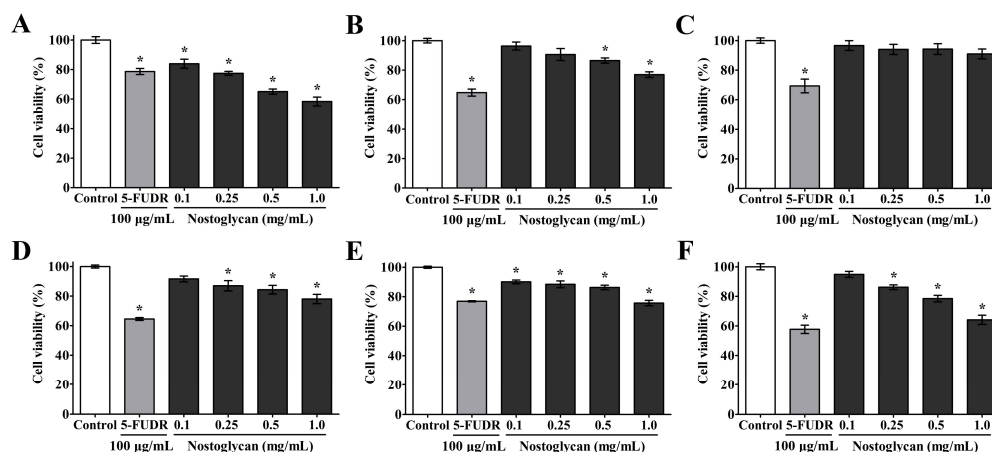 A
Cell viability (%)
100
80
60
40
20
0
* * * * *
Control 5-FUDR 0.1 0.25 0.5 1.0
100 μg/mL Nostoglycan (mg/mL)
B
Cell viability (%)
100
80
60
40
20
0
* * *
Control 5-FUDR 0.1 0.25 0.5 1.0
100 μg/mL Nostoglycan (mg/mL)
C
Cell viability (%)
100
80
60
40
20
0
*
Control 5-FUDR 0.1 0.25 0.5 1.0
100 μg/mL Nostoglycan (mg/mL)
D
Cell viability (%)
100
80
60
40
20
0
* * * *
Control 5-FUDR 0.1 0.25 0.5 1.0
100 μg/mL Nostoglycan (mg/mL)
E
Cell viability (%)
100
80
60
40
20
0
* * * * *
Control 5-FUDR 0.1 0.25 0.5 1.0
100 μg/mL Nostoglycan (mg/mL)
F
Cell viability (%)
100
80
60
40
20
0
* * * *
Control 5-FUDR 0.1 0.25 0.5 1.0
100 μg/mL Nostoglycan (mg/mL)